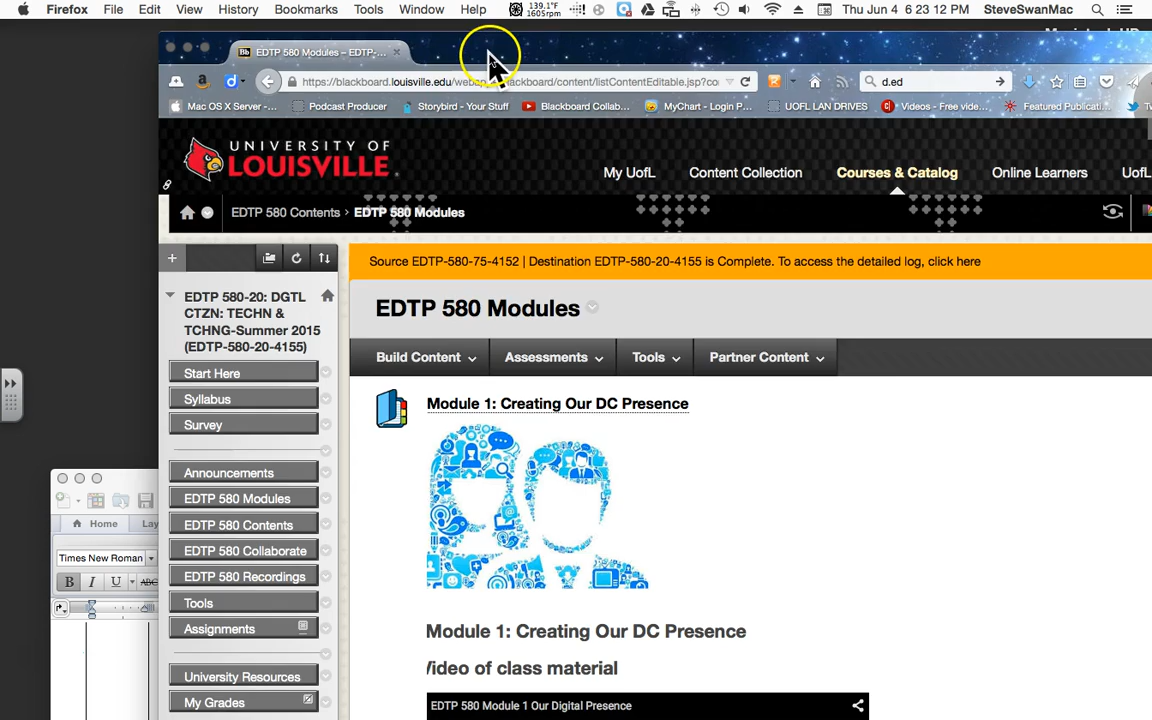 Firefox File Edit View History Bookmarks Tools Window Help 139.1°F 1605rpm Thu Jun 4 6 23 12 PM SteveSwanMac
Bb EDTP 580 Modules – EDTP-...
https://blackboard.louisville.edu/ blackboard/content/listContentEditable.jsp?co d.ed
Mac OS X Server -... Podcast Producer Storybird - Your Stuff Blackboard Collab... MyChart - Login P... UOFL LAN DRIVES Videos - Free vide... Featured Publicati...
UNIVERSITY OF
LOUISVILLE.
My UofL Content Collection Courses & Catalog Online Learners UofL
EDTP 580 Contents > EDTP 580 Modules
Source EDTP-580-75-4152 | Destination EDTP-580-20-4155 is Complete. To access the detailed log, click here
EDTP 580-20: DGTL
CTZN: TECHN &
TCHNG-Summer 2015
(EDTP-580-20-4155)
EDTP 580 Modules
Build Content Assessments Tools Partner Content
Start Here
Syllabus
Survey
Announcements
EDTP 580 Modules
EDTP 580 Contents
EDTP 580 Collaborate
EDTP 580 Recordings
Tools
Assignments
University Resources
My Grades
Module 1: Creating Our DC Presence
Module 1: Creating Our DC Presence
Video of class material
EDTP 580 Module 1 Our Digital Presence
Home Lay
Times New Roman
B I U ABC